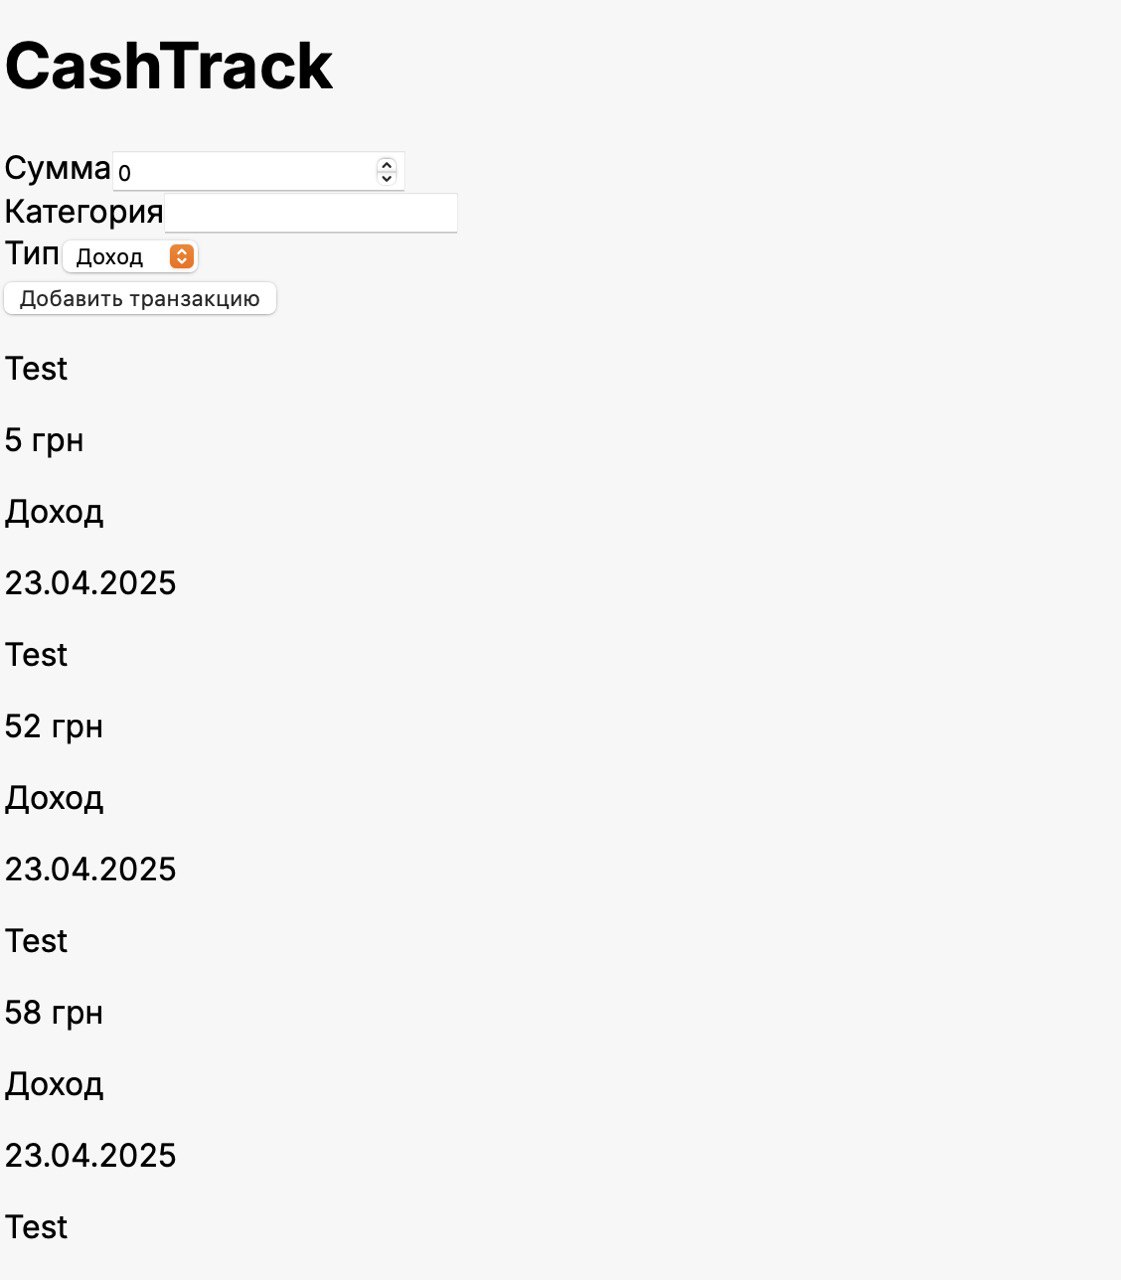 CashTrack
Сумма 0
Категория
Тип Доход
Добавить транзакцию
Test
5 грн
Доход
23.04.2025
Test
52 грн
Доход
23.04.2025
Test
58 грн
Доход
23.04.2025
Test